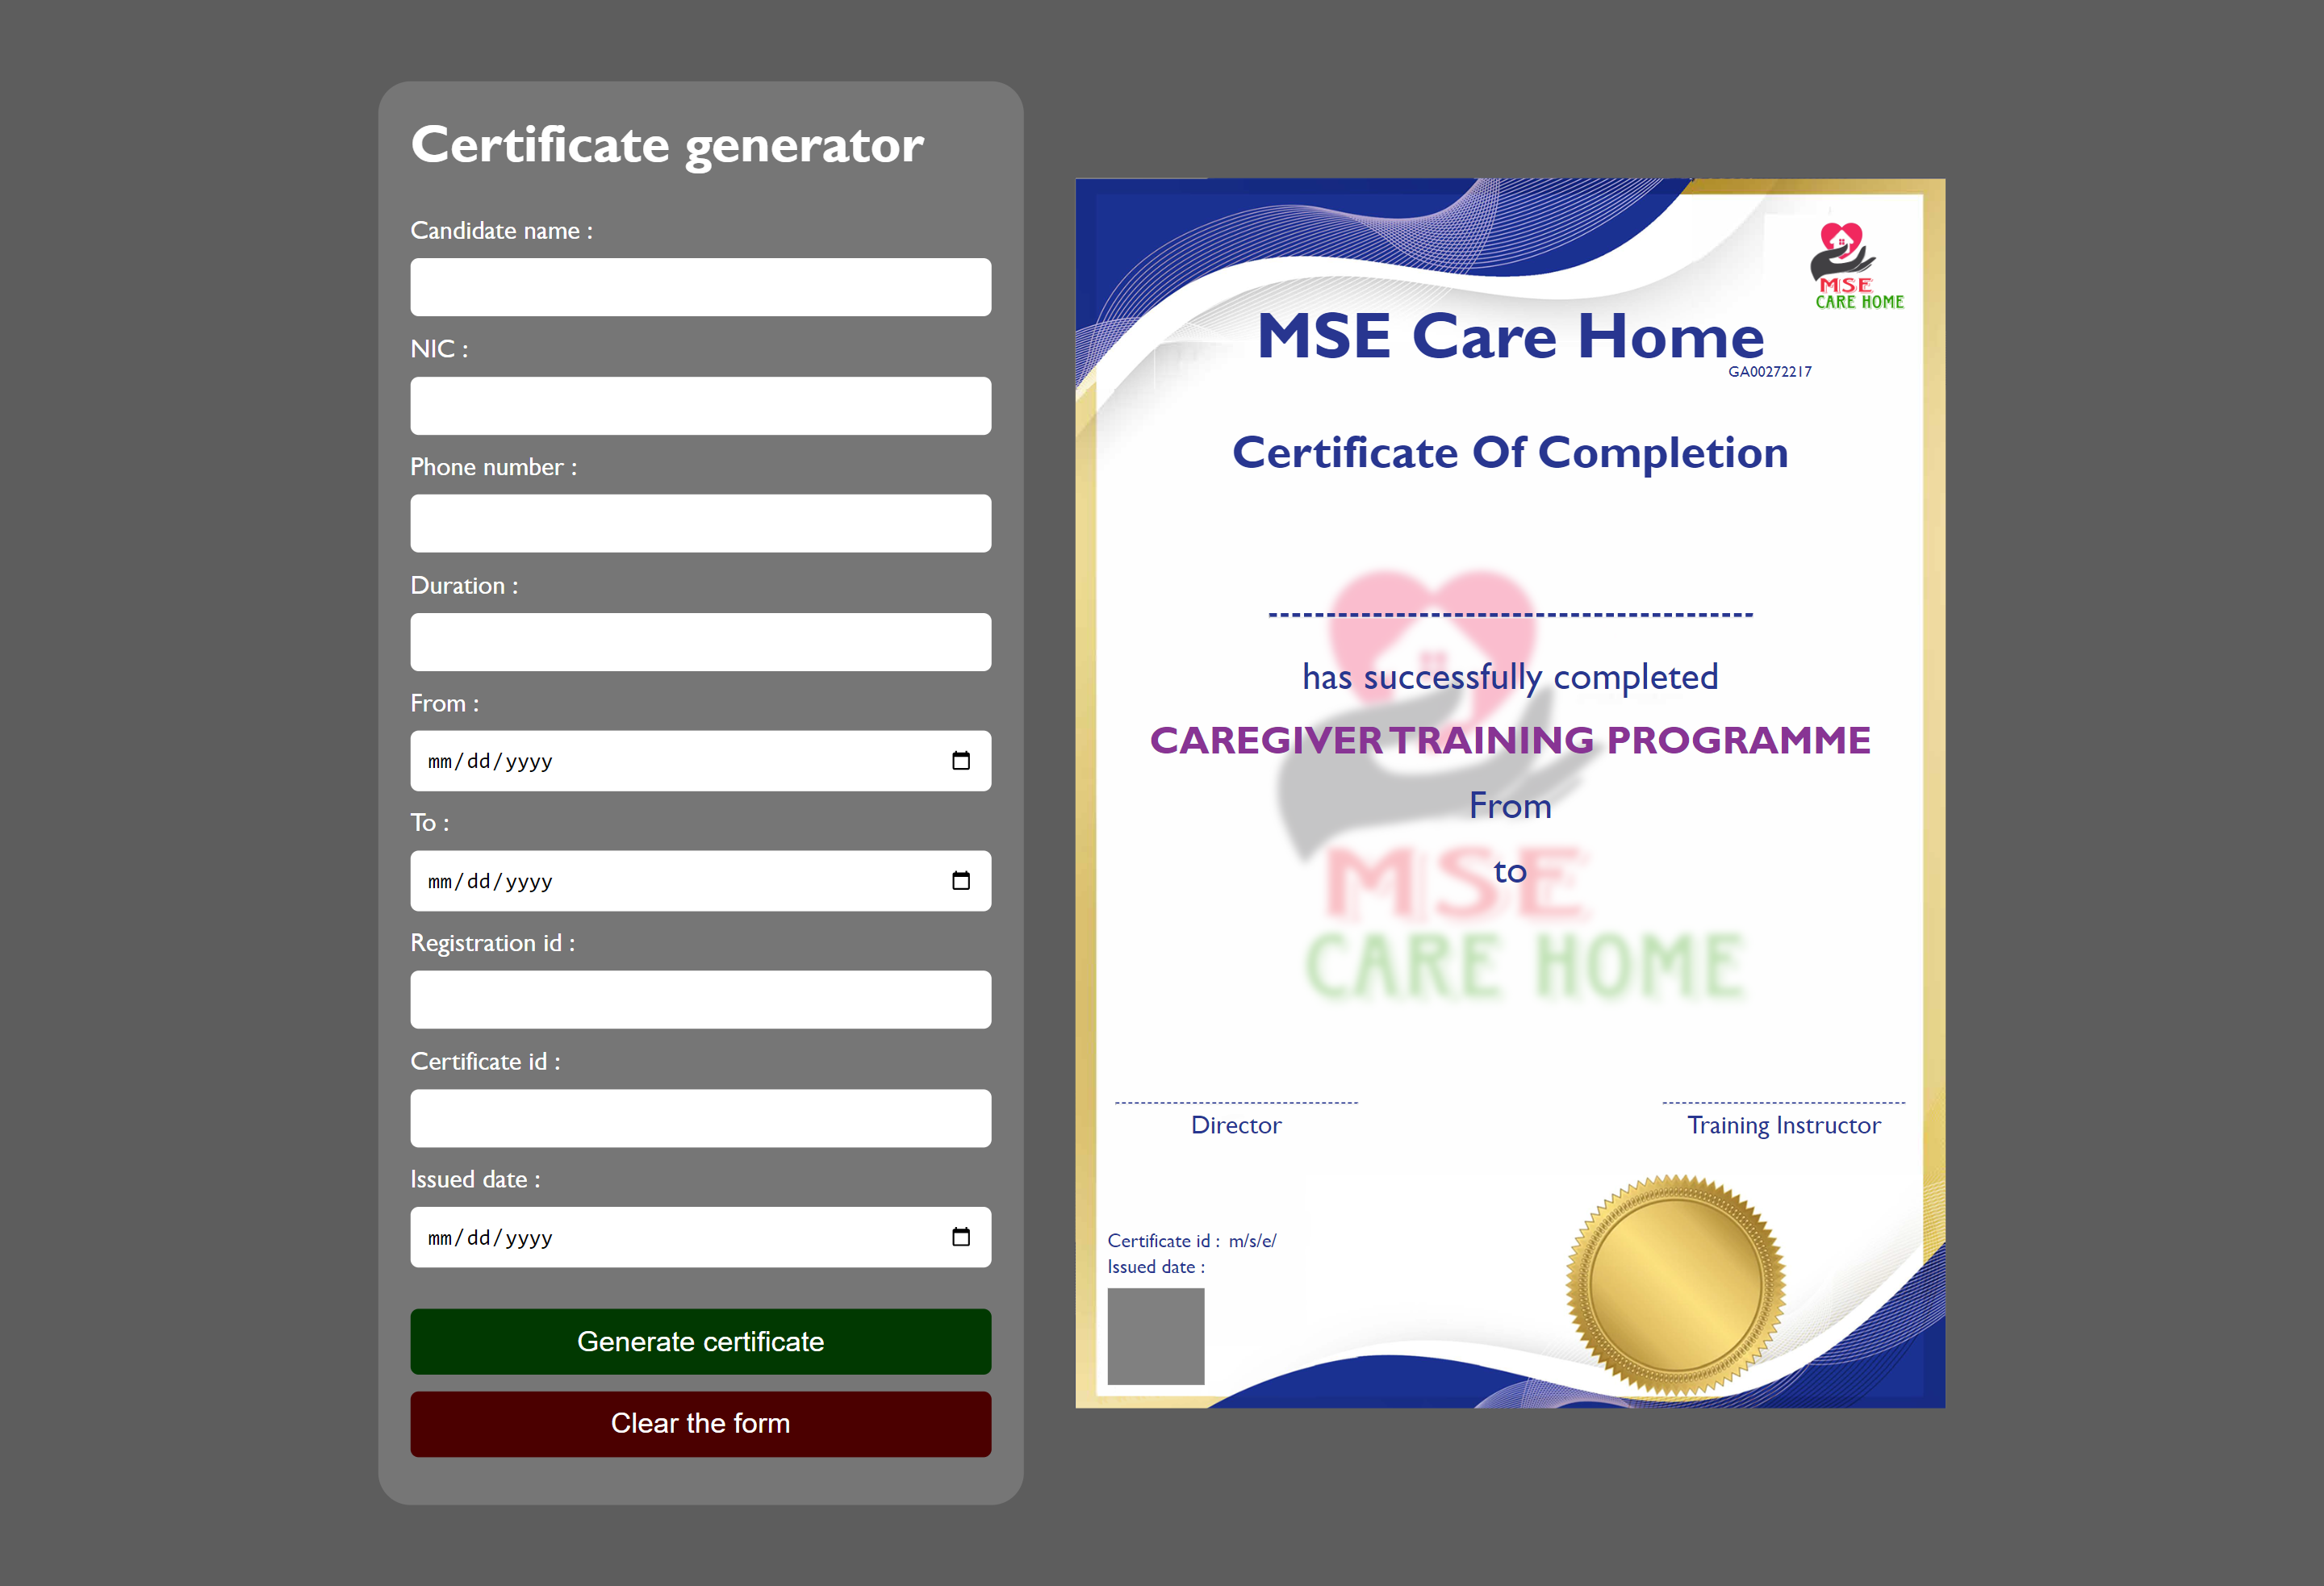 Certificate generator
Candidate name :
NIC :
Phone number :
Duration :
From :
mm/dd/yyyy
To :
mm/dd/yyyy
Registration id :
Certificate id :
Issued date :
mm/dd/yyyy
Generate certificate
Clear the form
MSE
CARE HOME
MSE Care Home
GA00272217
Certificate Of Completion
has successfully completed
CAREGIVER TRAINING PROGRAMME
From
to
MSE
CARE HOME
Director
Training Instructor
Certificate id : m/s/e/
Issued date :